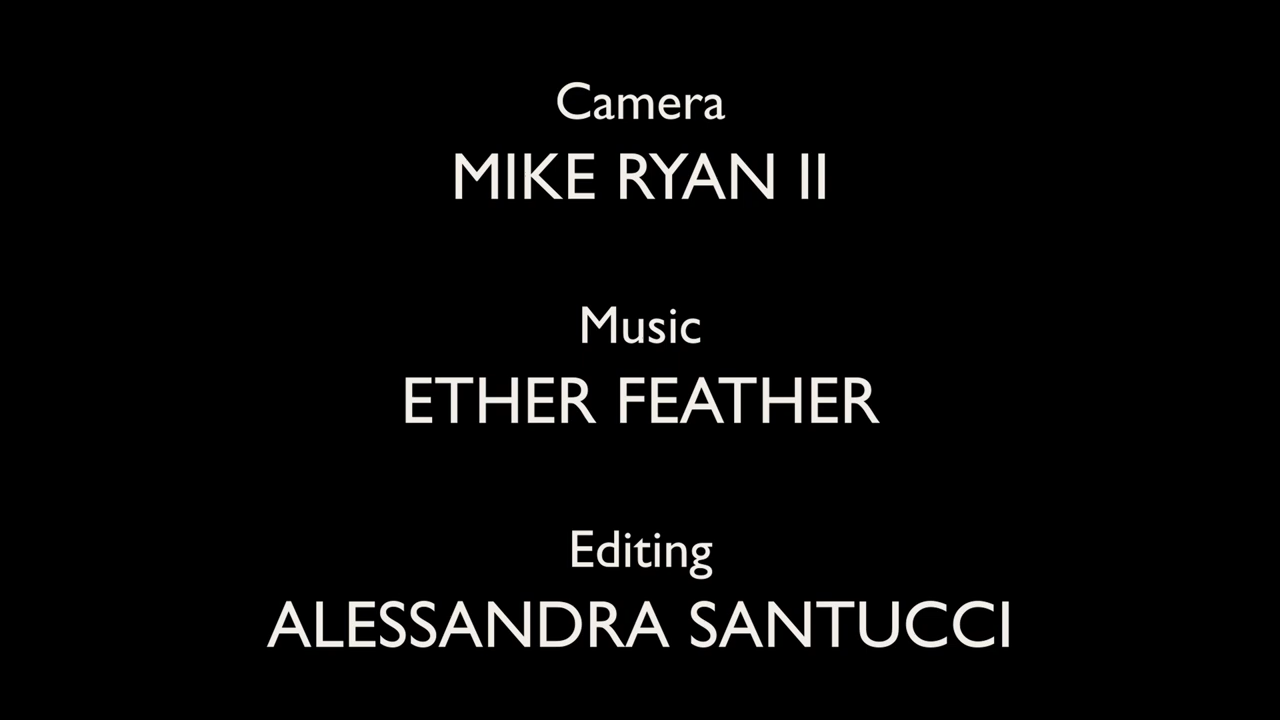 Camera
MIKE RYAN II
Music
ETHER FEATHER
Editing
ALESSANDRA SANTUCCI